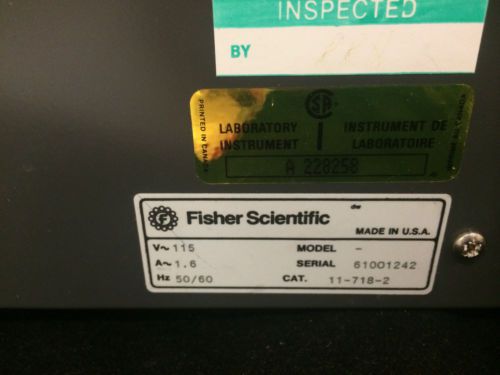 INSPECTED
BY
PRINTED IN CANADA
LABORATORY INSTRUMENT DE
INSTRUMENT LABORATOIRE
A 228258
Fisher Scientific
dw
MADE IN U.S.A.
V~ 115 MODEL -
A~ 1.6 SERIAL 61001242
Hz 50/60 CAT. 11-718-2